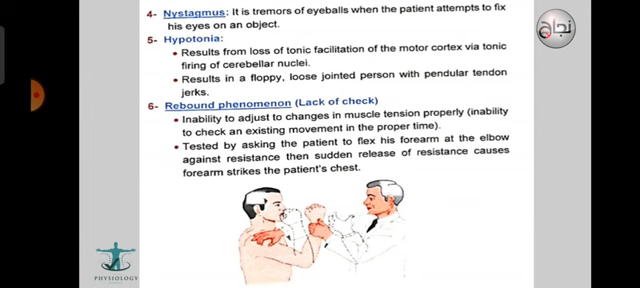 4- Nystagmus: It is tremors of eyeballs when the patient attempts to fix
his eyes on an object.
5- Hypotonia:
• Results from loss of tonic facilitation of the motor cortex via tonic
firing of cerebellar nuclei.
• Results in a floppy, loose jointed person with pendular tendon
jerks.
6- Rebound phenomenon (Lack of check)
• Inability to adjust to changes in muscle tension properly (inability
to check an existing movement in the proper time).
• Tested by asking the patient to flex his forearm at the elbow
against resistance then sudden release of resistance causes
forearm strikes the patient's chest.
نجاح
PHYSIOLOGY